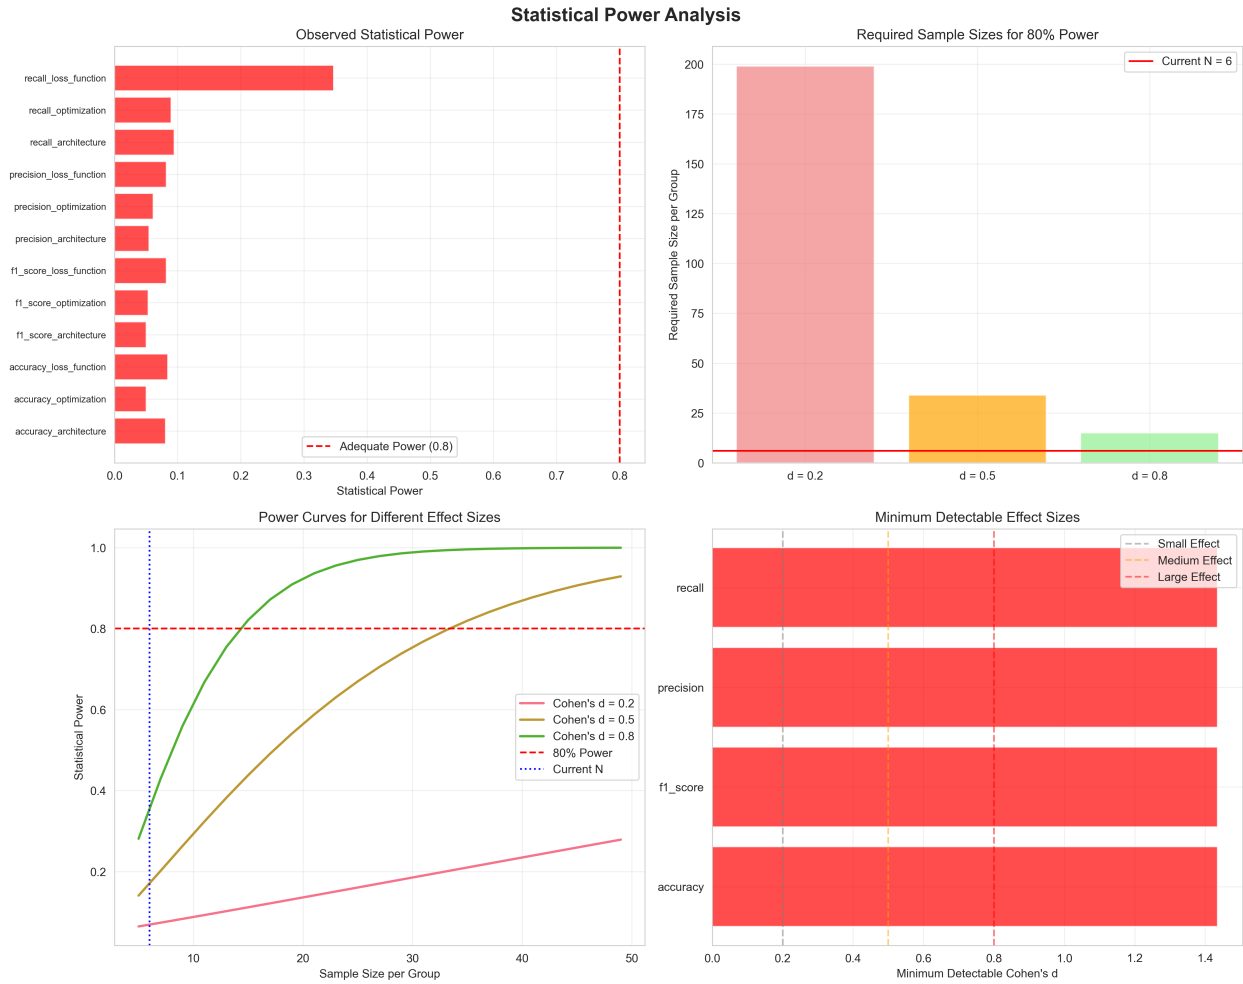 Statistical Power Analysis
Observed Statistical Power
recall_loss_function
recall_optimization
recall_architecture
precision_loss_function
precision_optimization
precision_architecture
f1_score_loss_function
f1_score_optimization
f1_score_architecture
accuracy_loss_function
accuracy_optimization
accuracy_architecture
Adequate Power (0.8)
0.0 0.1 0.2 0.3 0.4 0.5 0.6 0.7 0.8
Statistical Power
Required Sample Sizes for 80% Power
Required Sample Size per Group
200
175
150
125
100
75
50
25
0
Current N = 6
d = 0.2 d = 0.5 d = 0.8
Power Curves for Different Effect Sizes
Statistical Power
1.0
0.8
0.6
0.4
0.2
Cohen's d = 0.2
Cohen's d = 0.5
Cohen's d = 0.8
80% Power
Current N
10 20 30 40 50
Sample Size per Group
Minimum Detectable Effect Sizes
Small Effect
Medium Effect
Large Effect
recall
precision
f1_score
accuracy
0.0 0.2 0.4 0.6 0.8 1.0 1.2 1.4
Minimum Detectable Cohen's d